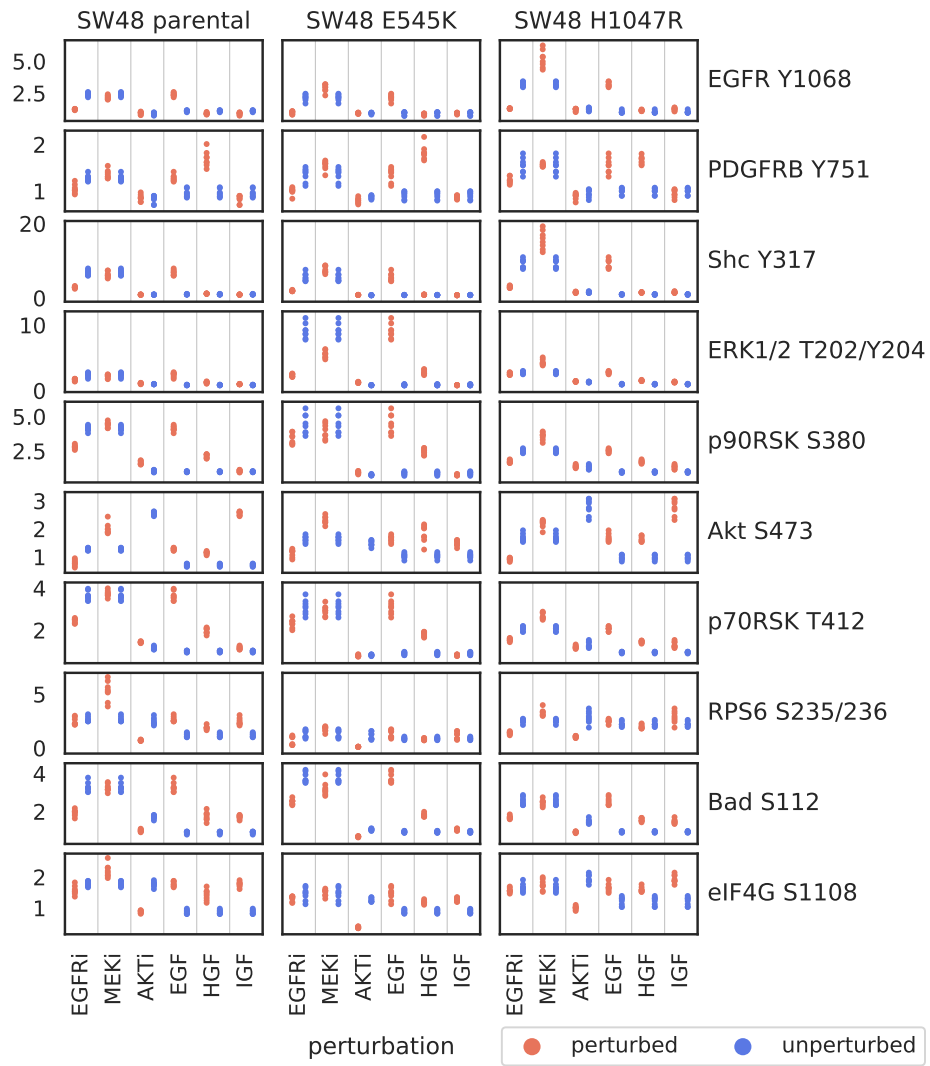 SW48 parental SW48 E545K SW48 H1047R
5.0
2.5
EGFR Y1068
2
1
PDGFRB Y751
20
0
Shc Y317
10
0
ERK1/2 T202/Y204
5.0
2.5
p90RSK S380
3
2
1
Akt S473
4
2
p70RSK T412
5
0
RPS6 S235/236
4
2
Bad S112
2
1
eIF4G S1108
EGFRi MEKi AKTi EGF HGF IGF EGFRi MEKi AKTi EGF HGF IGF EGFRi MEKi AKTi EGF HGF IGF
perturbation
perturbed unperturbed